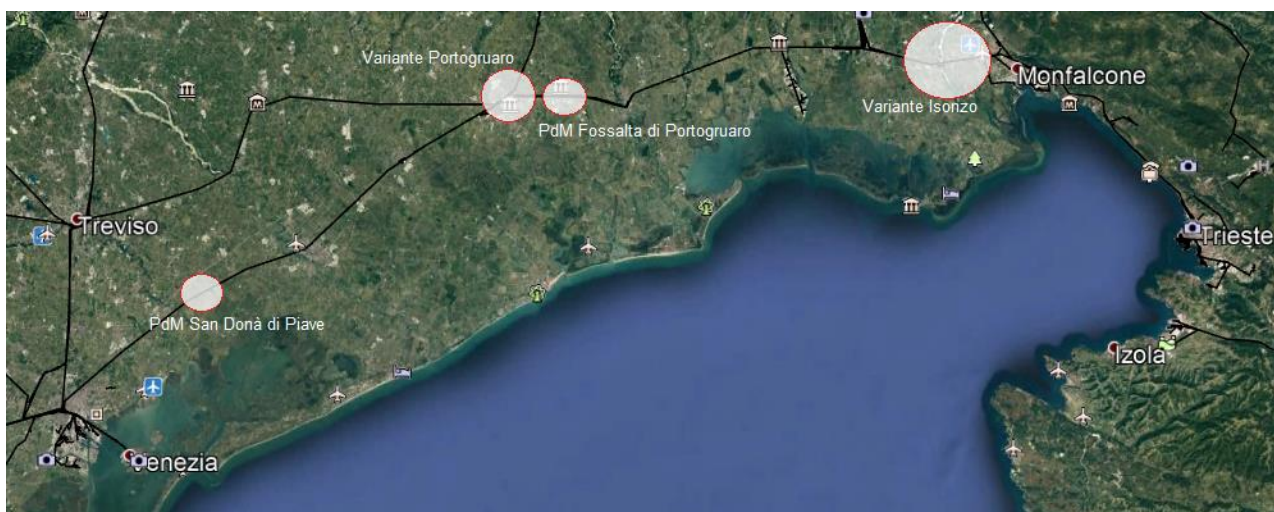 Variante Portogruaro
Monfalcone
Variante Isonzo
PdM Fossalta di Portogruaro
Treviso
Trieste
PdM San Donà di Piave
Izola
Venezia